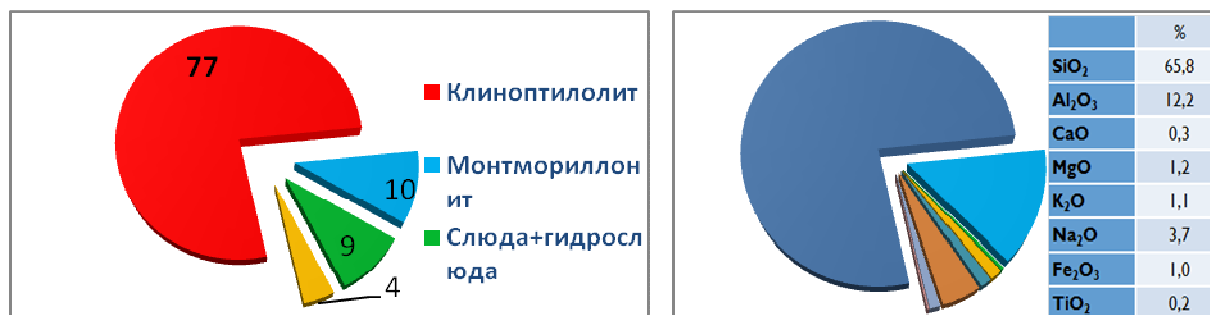 77
Клиноптилолит
Монтмориллон
ит
10
Слюда+гидросл
юда
9
4
%
SiO₂ 65,8
Al₂O₃ 12,2
CaO 0,3
MgO 1,2
K₂O 1,1
Na₂O 3,7
Fe₂O₃ 1,0
TiO₂ 0,2